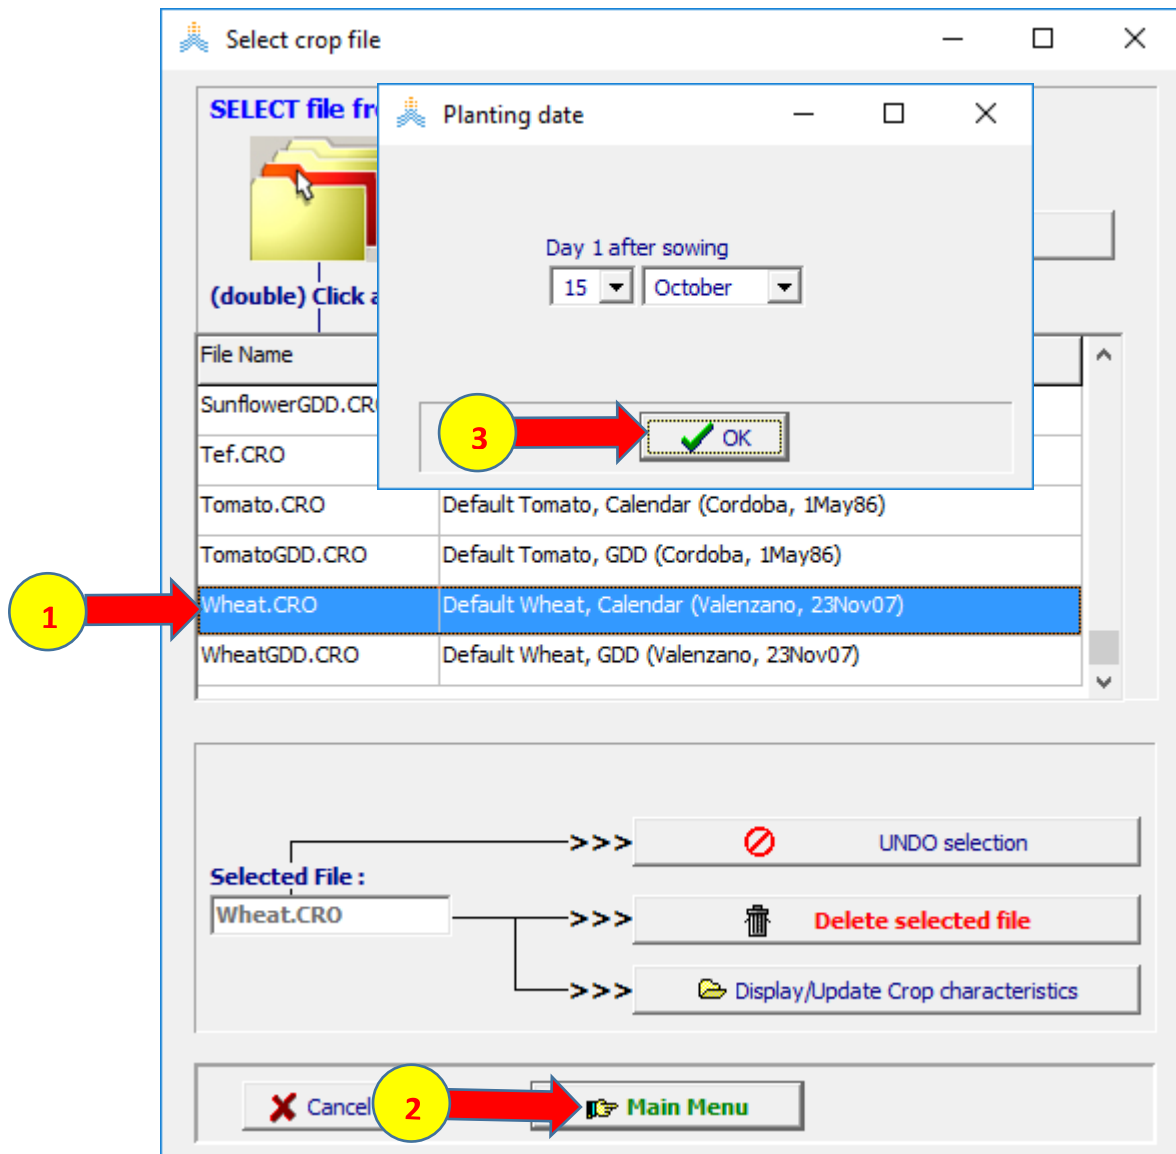 Select crop file
SELECT file fr
Planting date
Day 1 after sowing
15 October
(double) Click a
File Name
SunflowerGDD.CR
3 OK
Tef.CRO
Tomato.CRO Default Tomato, Calendar (Cordoba, 1May86)
TomatoGDD.CRO Default Tomato, GDD (Cordoba, 1May86)
1 Wheat.CRO Default Wheat, Calendar (Valenzano, 23Nov07)
WheatGDD.CRO Default Wheat, GDD (Valenzano, 23Nov07)
>>> UNDO selection
Selected File :
Wheat.CRO >>> Delete selected file
>>> Display/Update Crop characteristics
Cancel 2 Main Menu